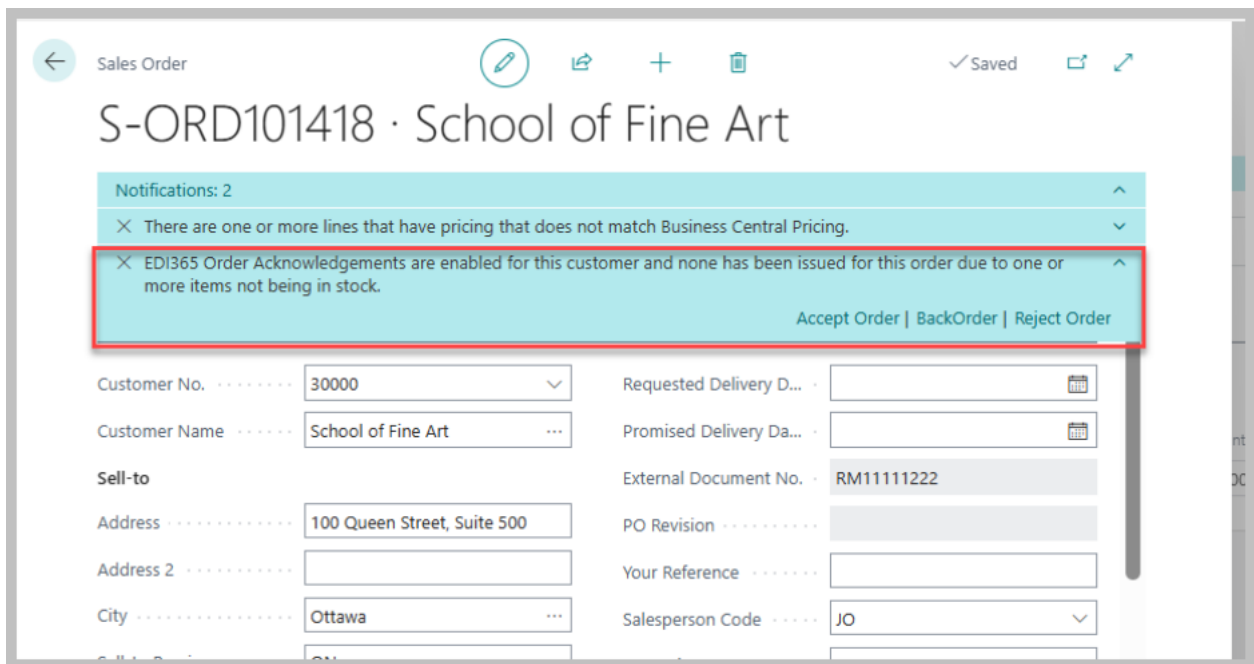 Sales Order
Saved
S-ORD101418 · School of Fine Art
Notifications: 2
There are one or more lines that have pricing that does not match Business Central Pricing.
EDI365 Order Acknowledgements are enabled for this customer and none has been issued for this order due to one or
more items not being in stock.
Accept Order | BackOrder | Reject Order
Customer No. 30000
Requested Delivery D...
Customer Name School of Fine Art
Promised Delivery Da...
Sell-to
External Document No. RM11111222
Address 100 Queen Street, Suite 500
PO Revision
Address 2
Your Reference
City Ottawa
Salesperson Code JO